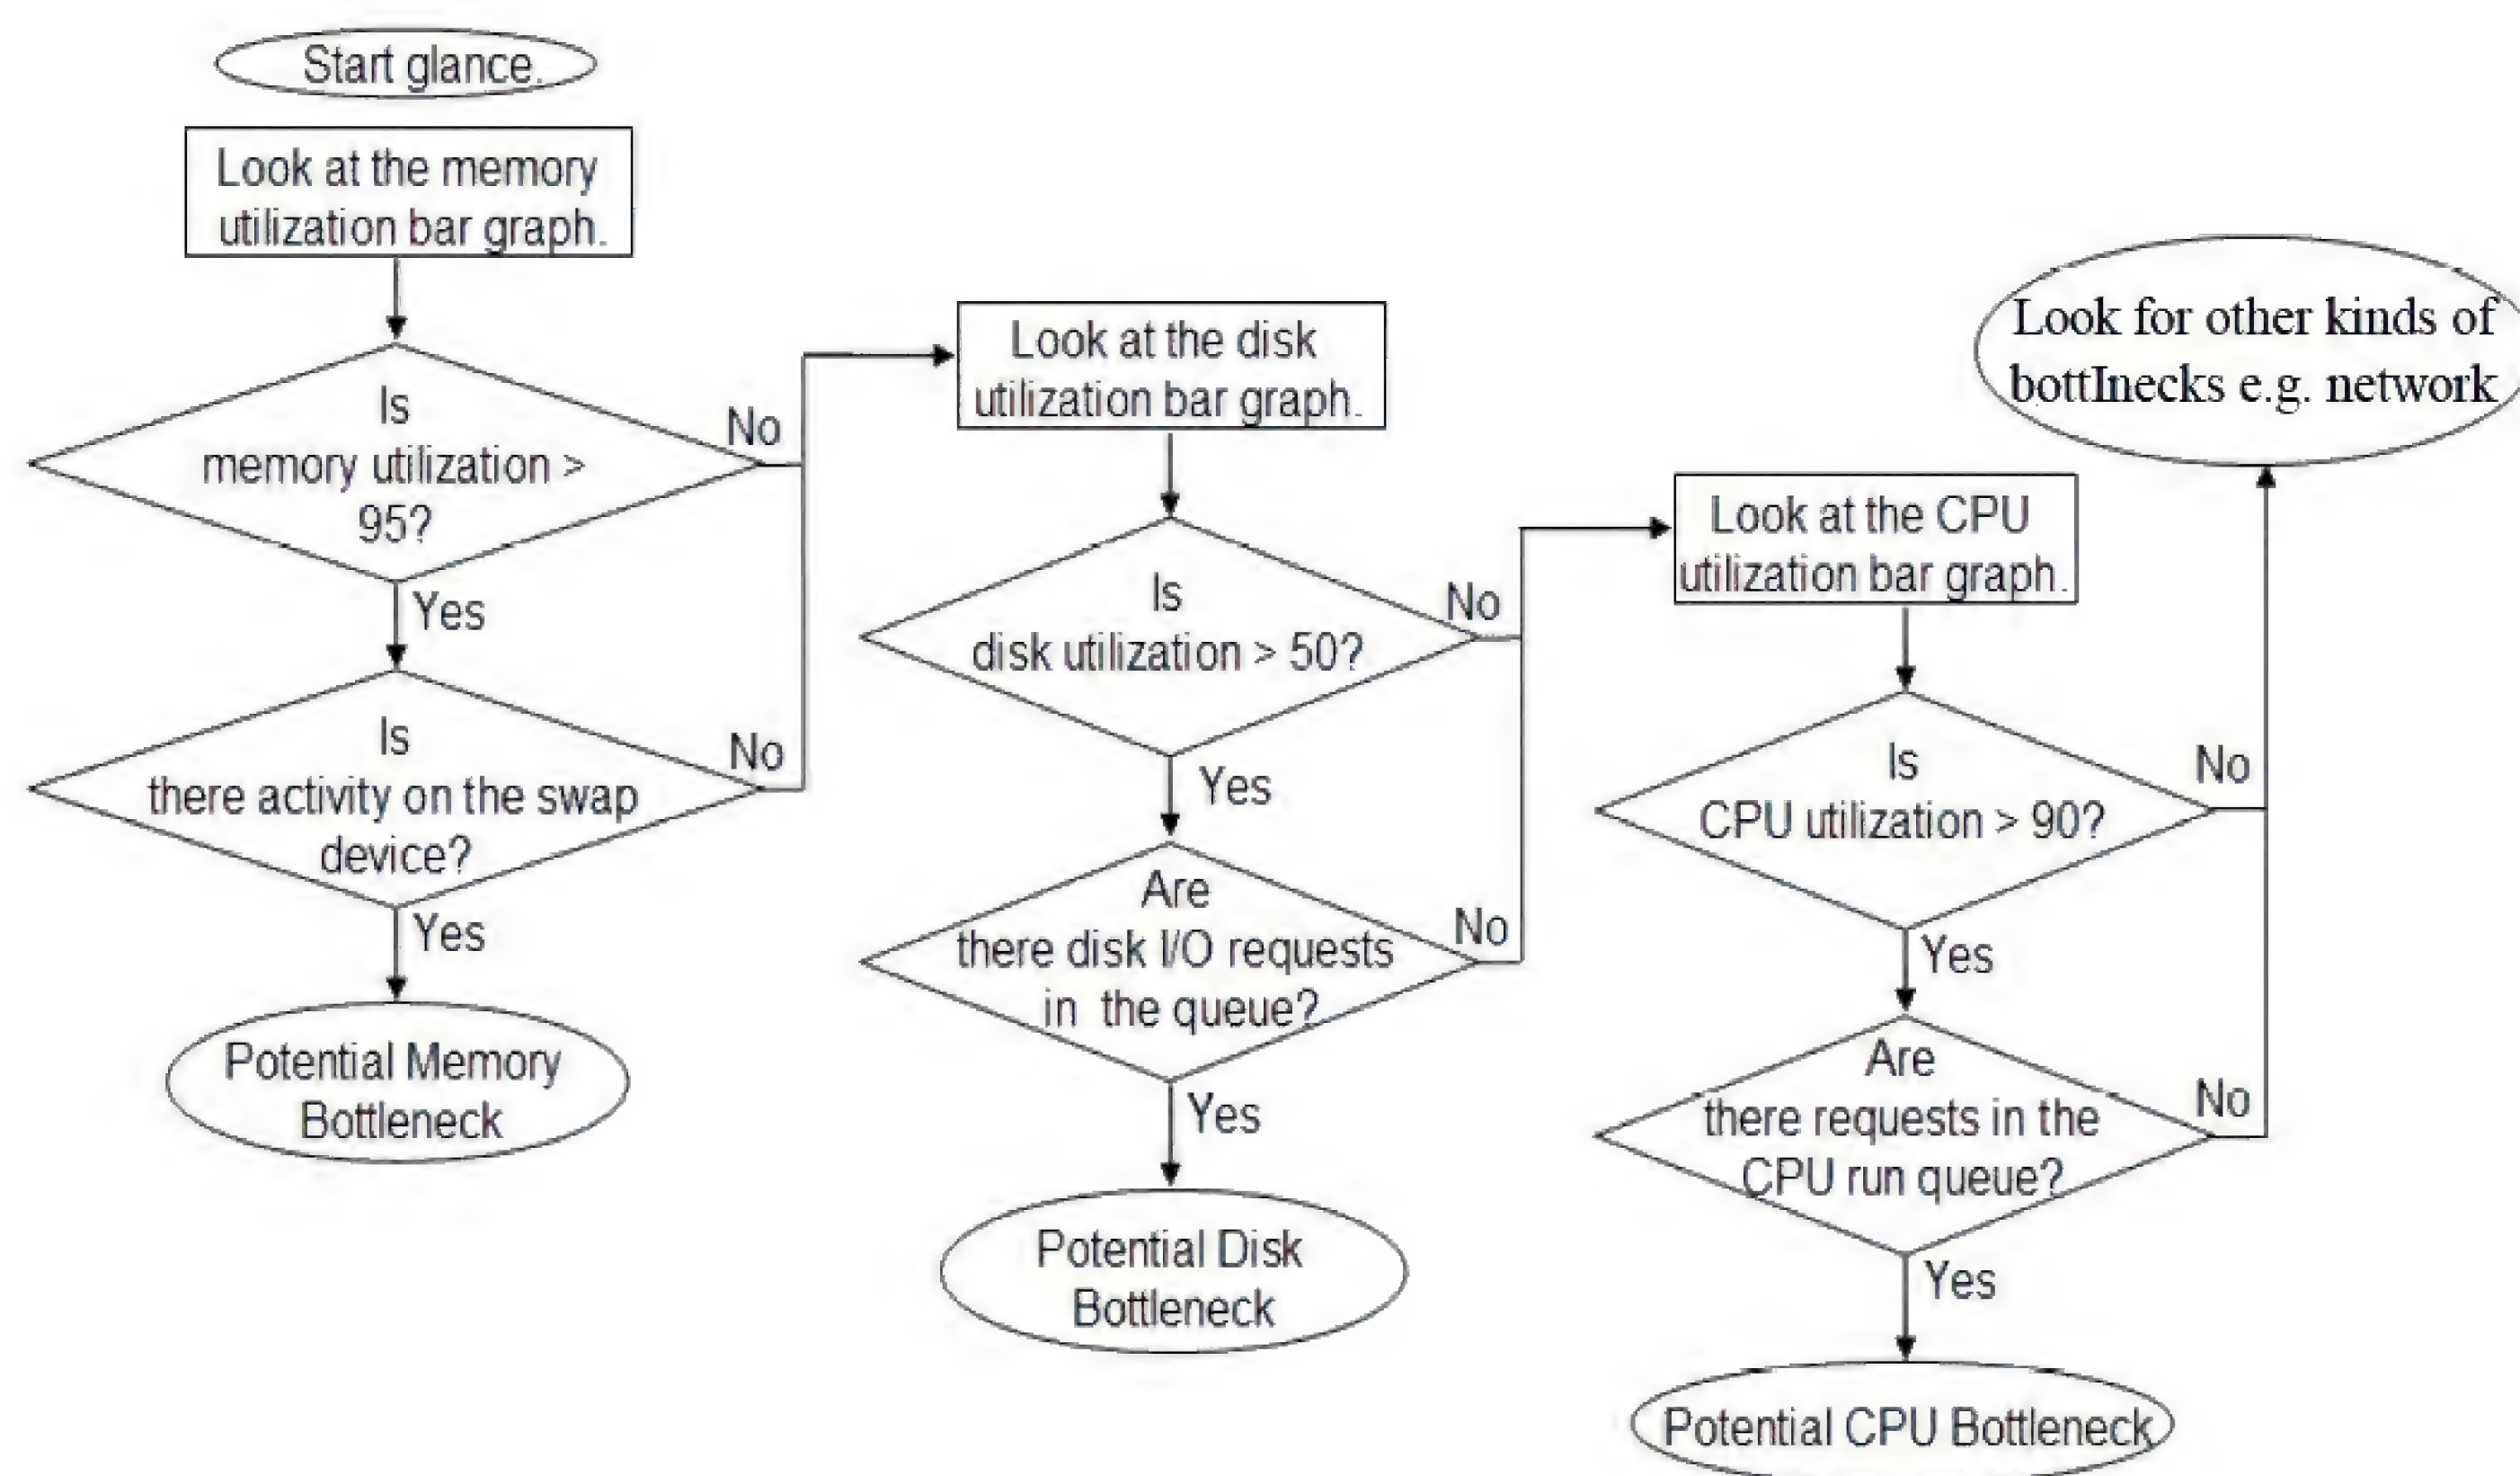 Start glance.
Look at the memory
utilization bar graph.
Is
memory utilization >
95?
No
Yes
Is
there activity on the swap
device?
No
Yes
Potential Memory
Bottleneck
Look at the disk
utilization bar graph.
Is
disk utilization > 50?
No
Yes
Are
there disk I/O requests
in the queue?
No
Yes
Potential Disk
Bottleneck
Look at the CPU
utilization bar graph.
Is
CPU utilization > 90?
No
Yes
Are
there requests in the
CPU run queue?
No
Yes
Potential CPU Bottleneck
Look for other kinds of
bottInecks e.g. network